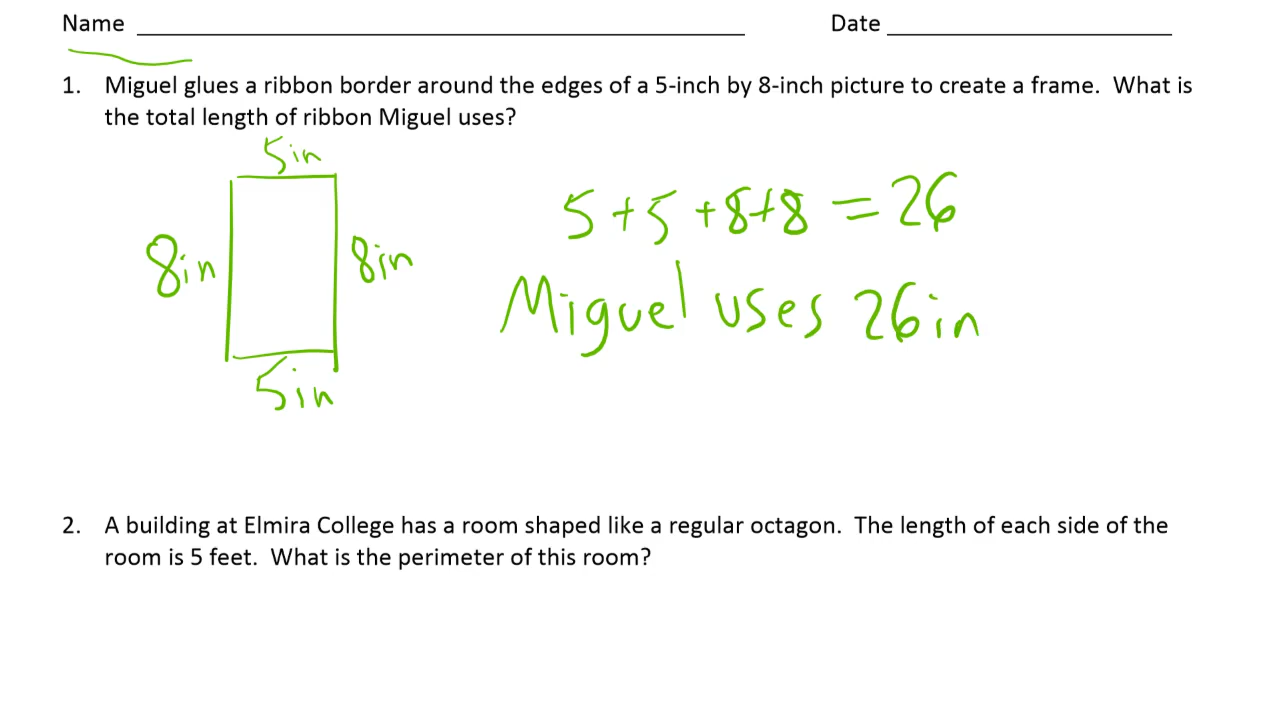 Name ____________ Date ____________
1. Miguel glues a ribbon border around the edges of a 5-inch by 8-inch picture to create a frame. What is
the total length of ribbon Miguel uses?
5in
8in
8in
5in
5+5+8+8=26
Miguel uses 26in
2. A building at Elmira College has a room shaped like a regular octagon. The length of each side of the
room is 5 feet. What is the perimeter of this room?